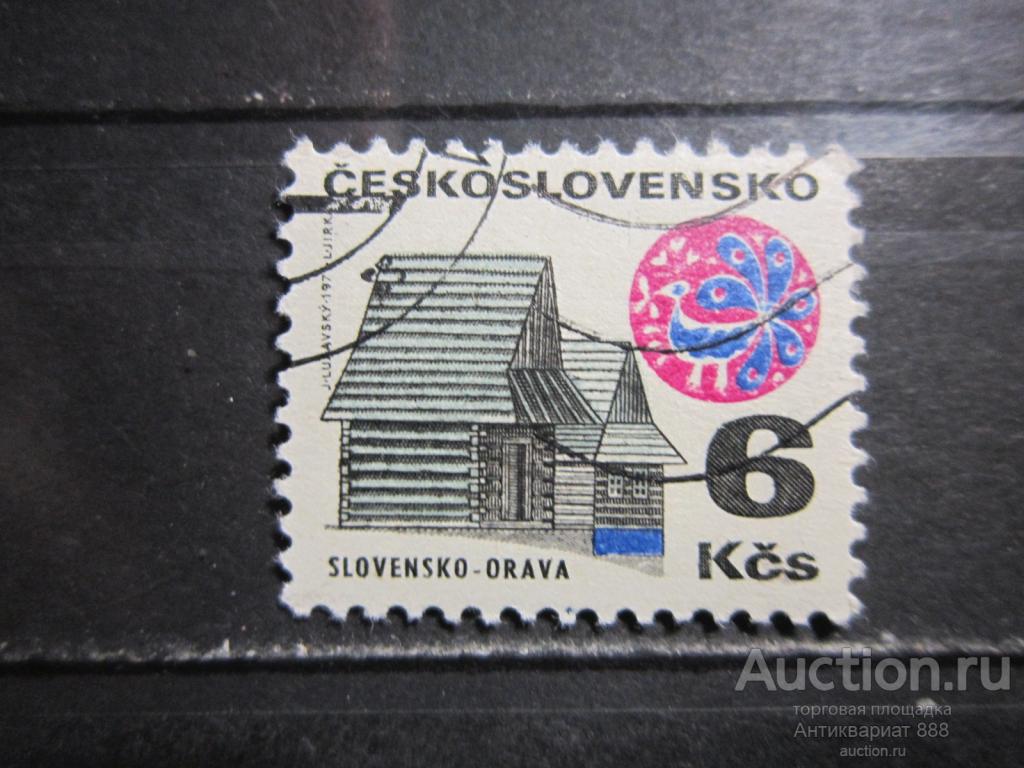 ČESKOSLOVENSKO
6
Kčs
SLOVENSKO-ORAVA
Auction.ru
торговая площадка
Антиквариат 888
auction.ru